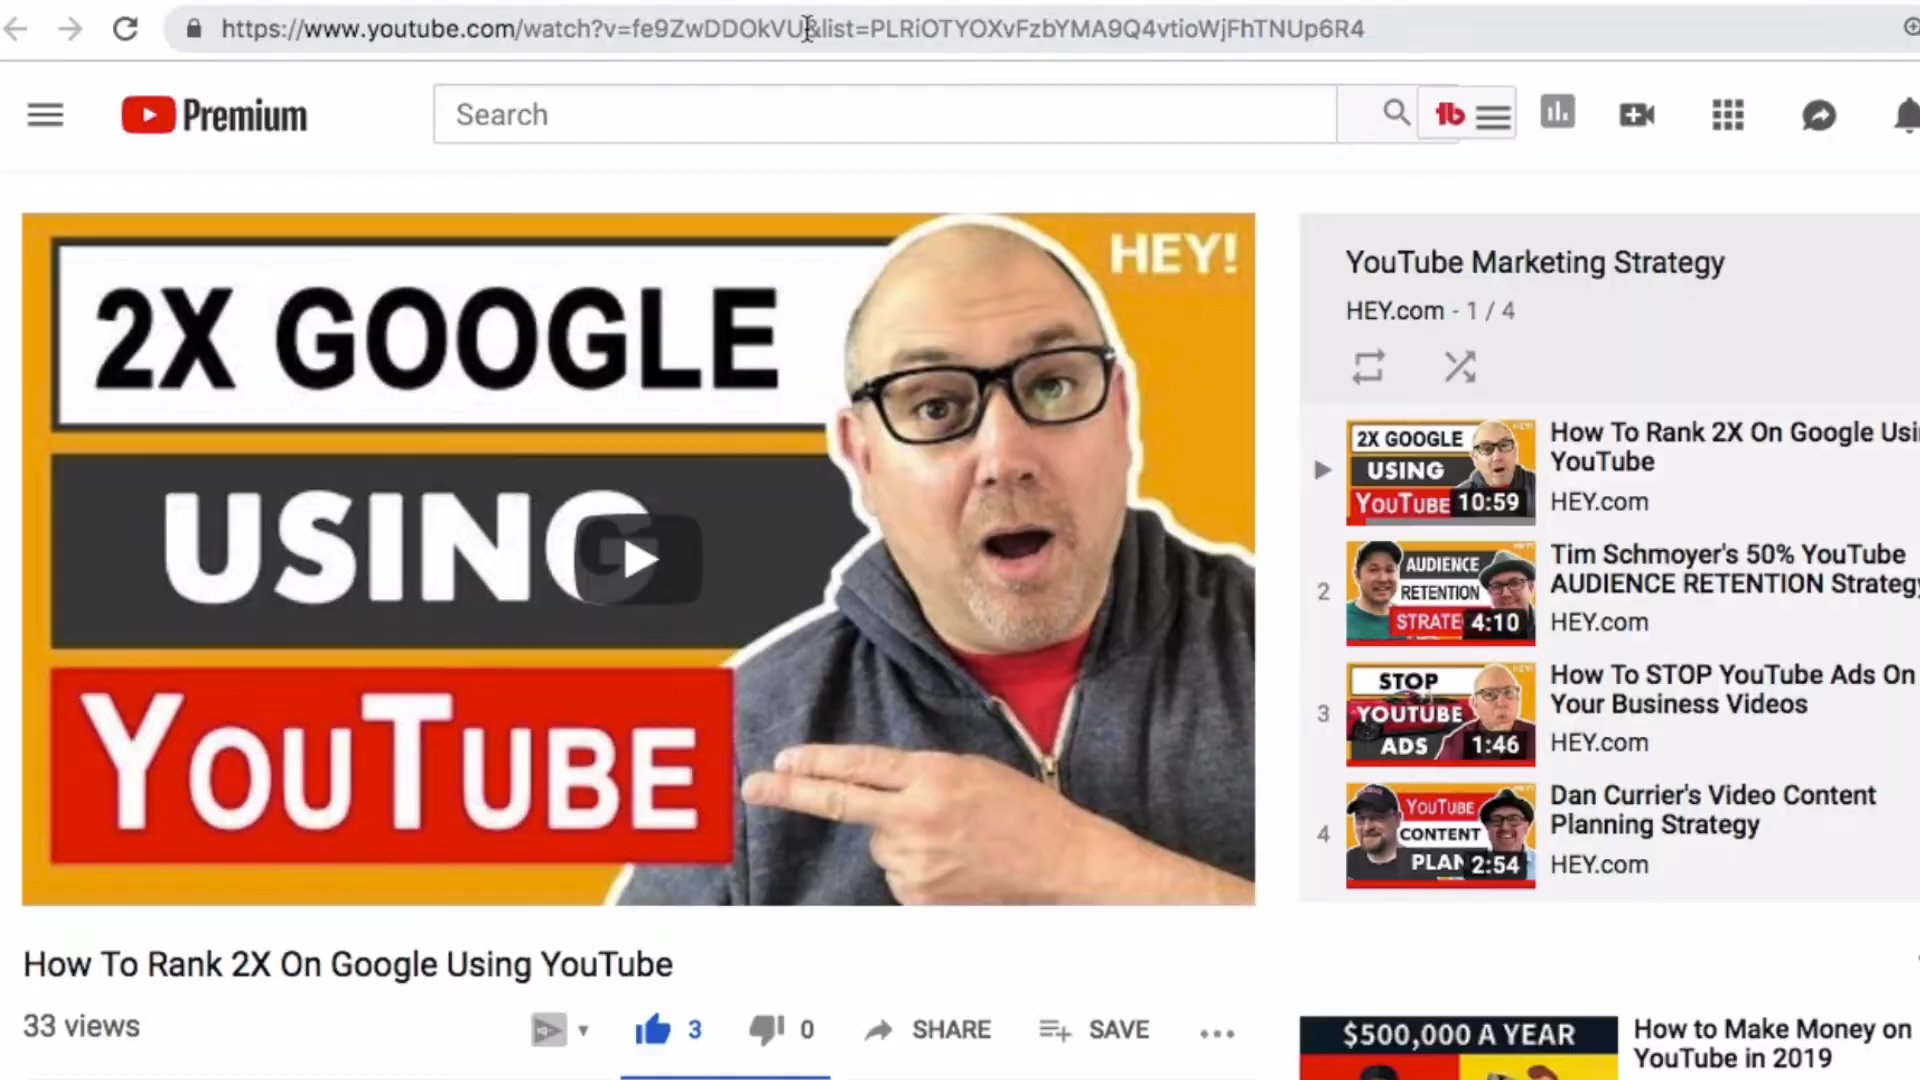 https://www.youtube.com/watch?v=fe9ZwDDOkVU&list=PLRiOTYOXvFzbYMA9Q4vtioWjFhTNUp6R4
Premium
Search
tb
HEY!
2X GOOGLE
USING
YOUTUBE
YouTube Marketing Strategy
HEY.com - 1 / 4
2X GOOGLE
USING
YOUTUBE 10:59
How To Rank 2X On Google Usi
YouTube
HEY.com
2
AUDIENCE
RETENTION
STRATE 4:10
Tim Schmoyer's 50% YouTube
AUDIENCE RETENTION Strategy
HEY.com
3
STOP
YOUTUBE
ADS 1:46
How To STOP YouTube Ads On
Your Business Videos
HEY.com
4
YOUTUBE
CONTENT
PLAN 2:54
Dan Currier's Video Content
Planning Strategy
HEY.com
How To Rank 2X On Google Using YouTube
33 views
3
0
SHARE
SAVE
$500,000 A YEAR
How to Make Money on
YouTube in 2019